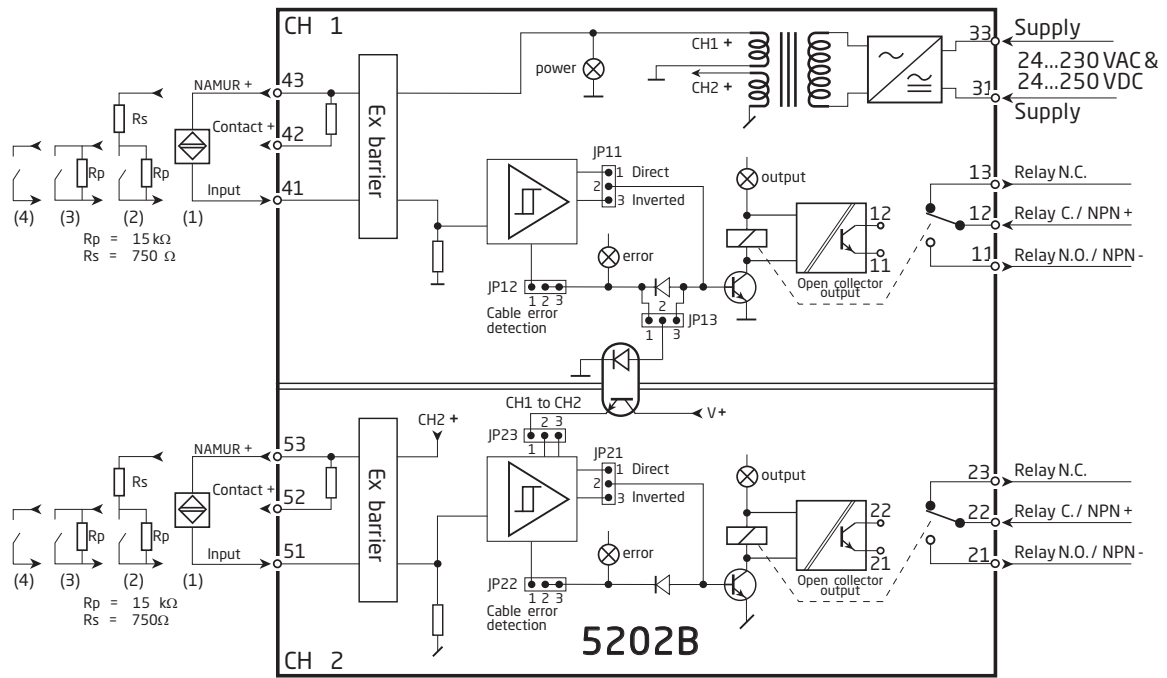 CH 1
33
Supply
24...230 VAC &
24...250 VDC
31
Supply
power
CH1 +
CH2 +
Ex barrier
NAMUR +
43
Rs
Contact +
42
Rp
Rp
Input
41
(4)
(3)
(2)
(1)
Rp = 15 kΩ
Rs = 750 Ω
JP11
1 Direct
2
3 Inverted
output
error
JP12
1 2 3
Cable error
detection
2
JP13
1 3
12
11
Open collector
output
13
Relay N.C.
12
Relay C. / NPN +
11
Relay N.O. / NPN -
CH1 to CH2
V+
CH2 +
2 3
JP23
1
Ex barrier
NAMUR +
53
Rs
Contact +
52
Rp
Rp
Input
51
(4)
(3)
(2)
(1)
Rp = 15 kΩ
Rs = 750Ω
JP21
1 Direct
2
3 Inverted
output
error
JP22
1 2 3
Cable error
detection
22
21
Open collector
output
23
Relay N.C.
22
Relay C. / NPN +
21
Relay N.O. / NPN -
5202B
CH 2